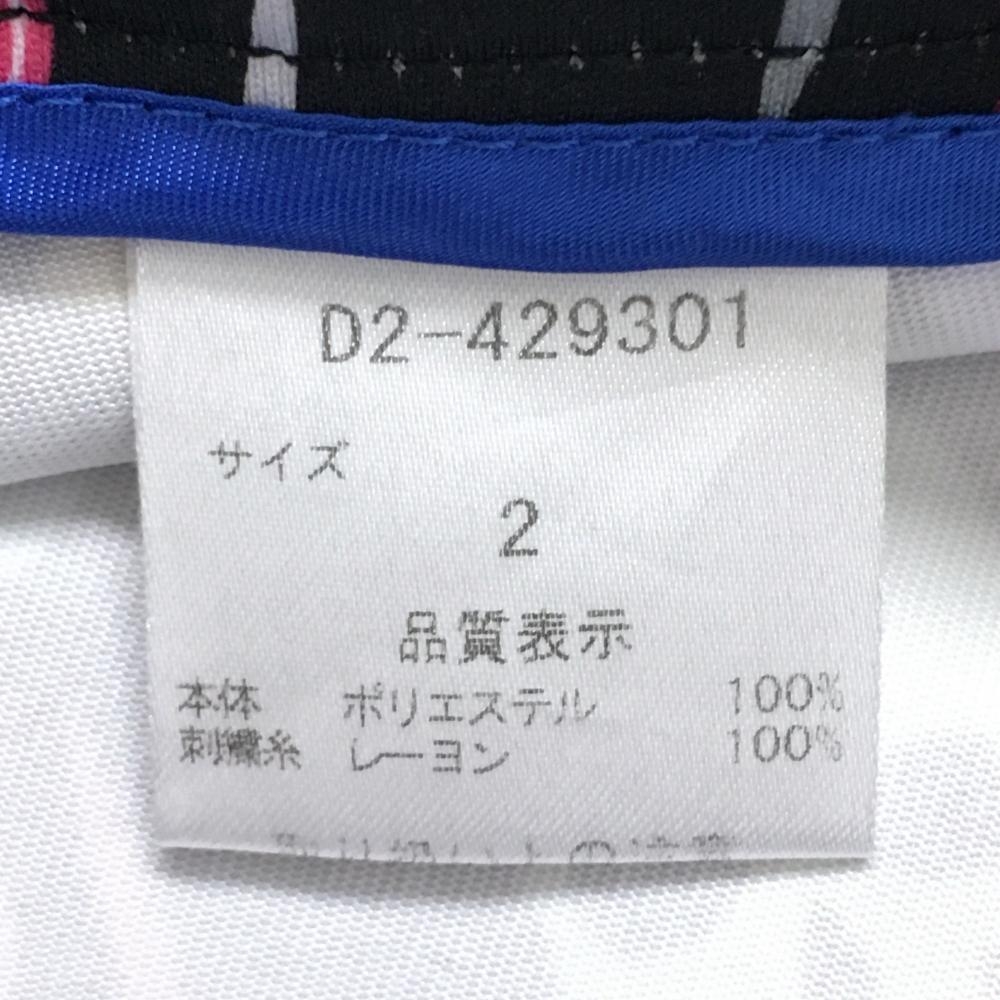 D2-429301
サイズ
2
品質表示
本体 ポリエステル 100%
刺繍糸 レーヨン 100%